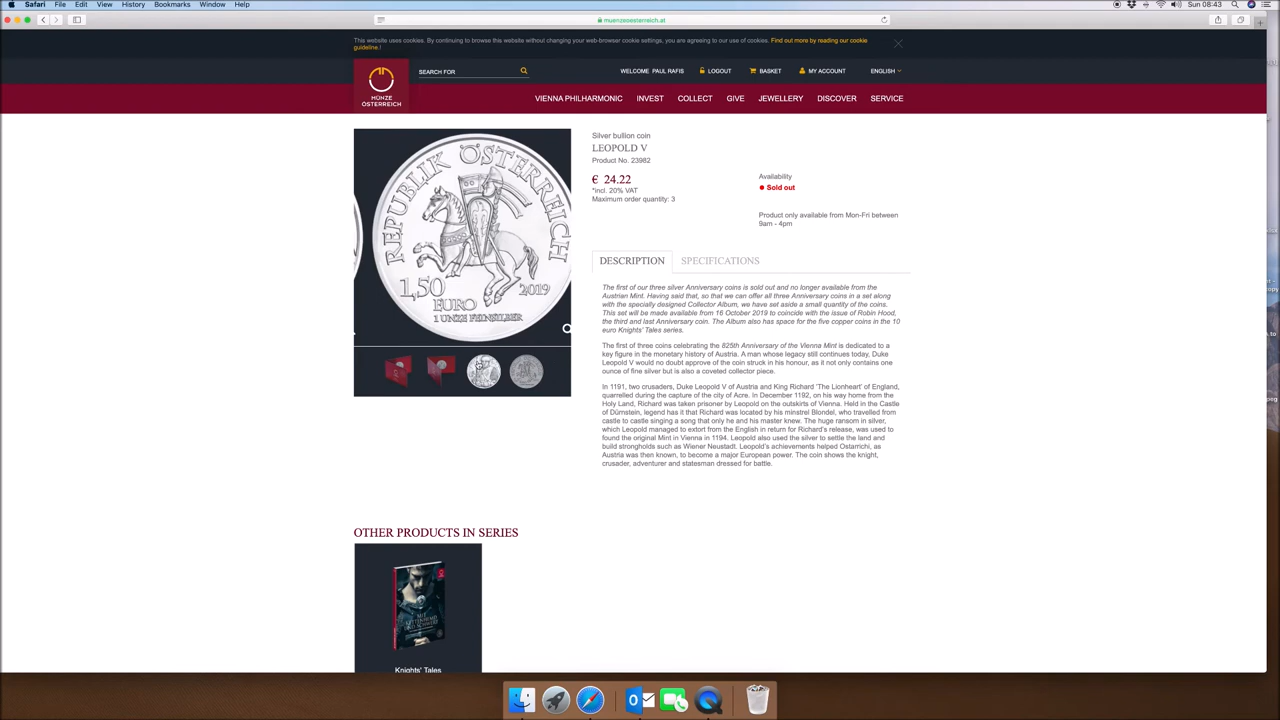 Safari File Edit View History Bookmarks Window Help
Sun 08:43
muenzeoesterreich.at
This website uses cookies. By continuing to browse this website without changing your web-browser cookie settings, you are agreeing to our use of cookies. Find out more by reading our cookie
guideline.!
MÜNZE
ÖSTERREICH
SEARCH FOR
WELCOME PAUL RAFIS LOGOUT BASKET MY ACCOUNT ENGLISH
VIENNA PHILHARMONIC INVEST COLLECT GIVE JEWELLERY DISCOVER SERVICE
REPUBLIK ÖSTERREICH
1,50
EURO
2019
1 UNZE FEINSILBER
Silver bullion coin
LEOPOLD V
Product No. 23982
€ 24.22
*incl. 20% VAT
Maximum order quantity: 3
Availability
Sold out
Product only available from Mon-Fri between
9am - 4pm
DESCRIPTION SPECIFICATIONS
The first of our three silver Anniversary coins is sold out and no longer available from the
Austrian Mint. Having said that, so that we can offer all three Anniversary coins in a set along
with the specially designed Collector Album, we have set aside a small quantity of the coins.
This set will be made available from 16 October 2019 to coincide with the issue of Robin Hood,
the third and last Anniversary coin. The Album also has space for the five copper coins in the 10
euro Knights' Tales series.
The first of three coins celebrating the 825th Anniversary of the Vienna Mint is dedicated to a
key figure in the monetary history of Austria. A man whose legacy still continues today, Duke
Leopold V would no doubt approve of the coin struck in his honour, as it not only contains one
ounce of fine silver but is also a coveted collector piece.
In 1191, two crusaders, Duke Leopold V of Austria and King Richard 'The Lionheart' of England,
quarrelled during the capture of the city of Acre. In December 1192, on his way home from the
Holy Land, Richard was taken prisoner by Leopold on the outskirts of Vienna. Held in the Castle
of Dürnstein, legend has it that Richard was located by his minstrel Blondel, who travelled from
castle to castle singing a song that only he and his master knew. The huge ransom in silver,
which Leopold managed to extort from the English in return for Richard's release, was used to
found the original Mint in Vienna in 1194. Leopold also used the silver to settle the land and
build strongholds such as Wiener Neustadt. Leopold's achievements helped Ostarrichi, as
Austria was then known, to become a major European power. The coin shows the knight,
crusader, adventurer and statesman dressed for battle.
OTHER PRODUCTS IN SERIES
MIT
KETTENHEMD
UND SCHWERT
Knights' Tales